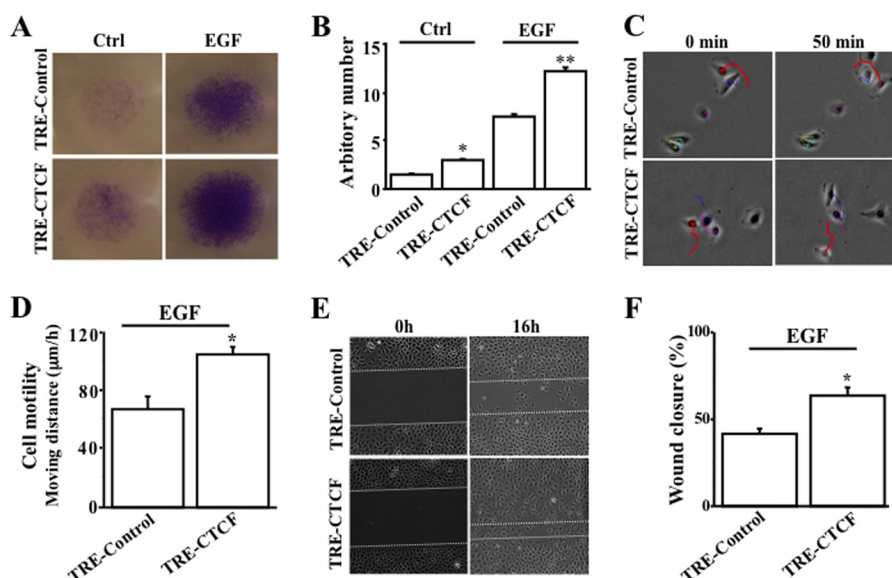 A
Ctrl
EGF
TRE-Control
TRE-CTCF
B
Ctrl
EGF
Arbitory number
15
10
5
0
*
**
TRE-Control
TRE-CTCF
TRE-Control
TRE-CTCF
C
0 min
50 min
TRE-Control
TRE-CTCF
D
EGF
Cell motility
Moving distance (μm/h)
120
80
40
0
*
TRE-Control
TRE-CTCF
E
0h
16h
TRE-Control
TRE-CTCF
F
EGF
Wound closure (%)
100
50
0
*
TRE-Control
TRE-CTCF